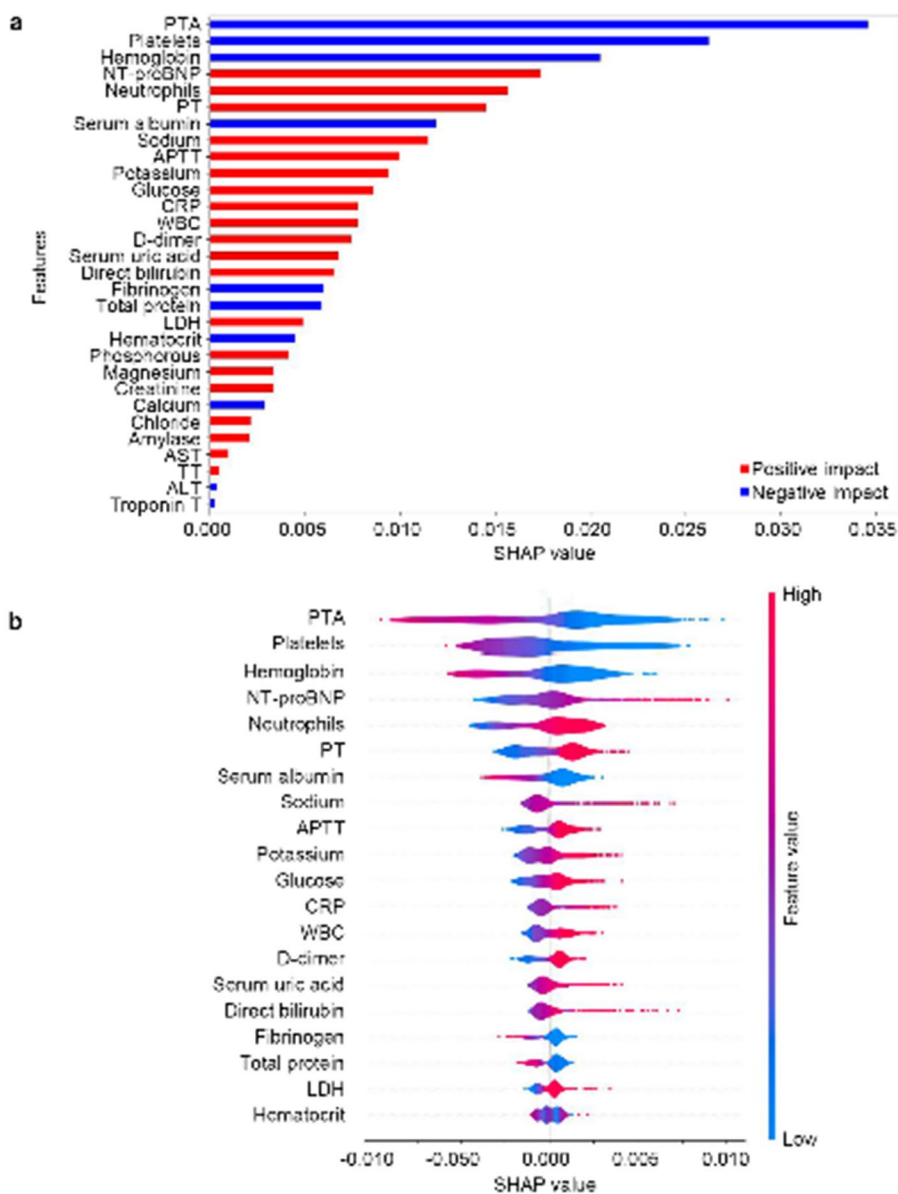 a
PTA
Platelets
Hemoglobin
NT-proBNP
Neutrophils
PT
Serum albumin
Sodium
APTT
Potassium
Glucose
CRP
WBC
D-dimer
Serum uric acid
Direct bilirubin
Fibrinogen
Total protein
LDH
Hematocrit
Phosphorous
Magnesium
Creatinine
Calcium
Chloride
Amylase
AST
TT
ALT
Troponin T
Features
Positive impact
Negative impact
0.000 0.005 0.010 0.015 0.020 0.025 0.030 0.035
SHAP value
b
High
PTA
Platelets
Hemoglobin
NT-proBNP
Neutrophils
PT
Serum albumin
Sodium
APTT
Potassium
Glucose
CRP
WBC
D-dimer
Serum uric acid
Direct bilirubin
Fibrinogen
Total protein
LDH
Hematocrit
Feature value
Low
-0.010 -0.050 0.000 0.005 0.010
SHAP value